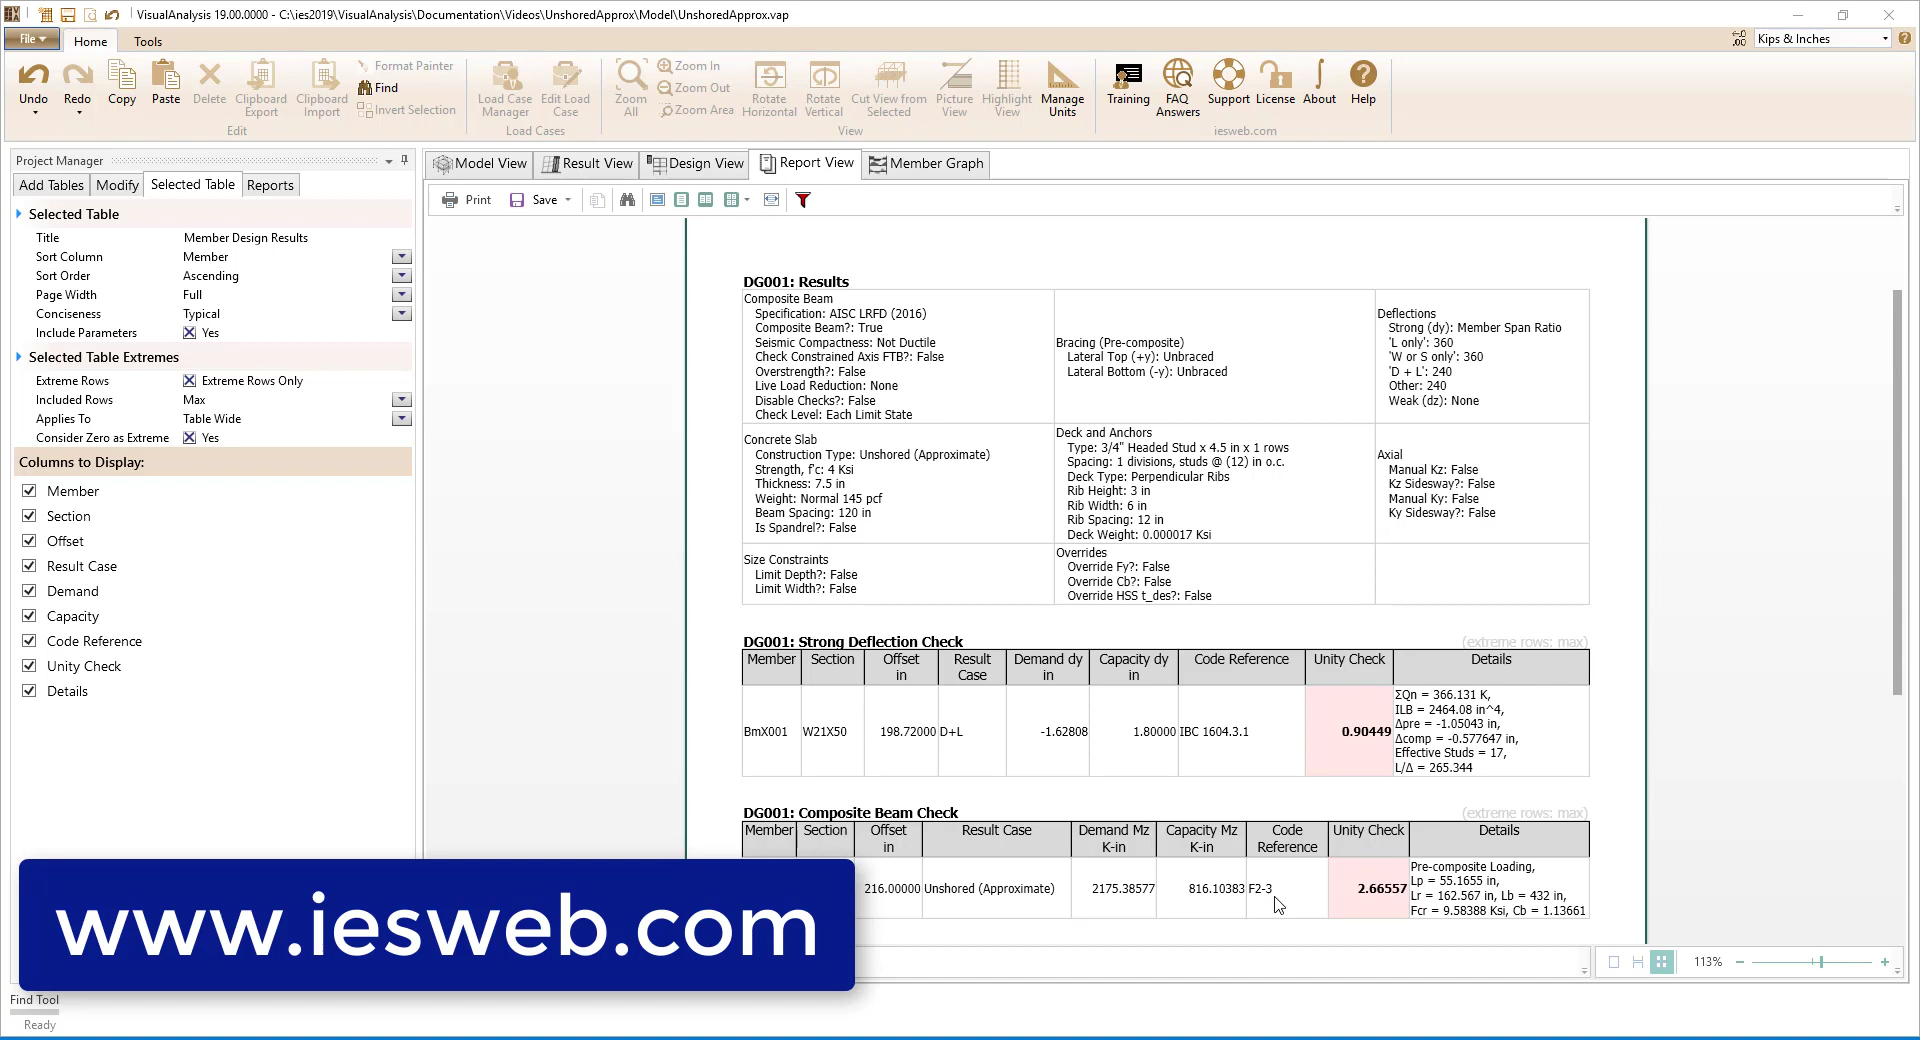 VisualAnalysis 19.00.0000 - C:\ies2019\VisualAnalysis\Documentation\Videos\UnshoredApprox\Model\UnshoredApprox.vap
File Home Tools
Kips & Inches
Undo Redo Copy Paste Delete Clipboard Export Clipboard Import
Format Painter
Find
Invert Selection
Edit
Load Case Manager Edit Load Case
Load Cases
Zoom All
Zoom In
Zoom Out
Zoom Area
Rotate Horizontal Rotate Vertical Cut View from Selected Picture View Highlight View Manage Units
View
Training FAQ Answers Support License About Help
iesweb.com
Project Manager
Add Tables Modify Selected Table Reports
Selected Table
Title Member Design Results
Sort Column Member
Sort Order Ascending
Page Width Full
Conciseness Typical
Include Parameters Yes
Selected Table Extremes
Extreme Rows Extreme Rows Only
Included Rows Max
Applies To Table Wide
Consider Zero as Extreme Yes
Columns to Display:
Member
Section
Offset
Result Case
Demand
Capacity
Code Reference
Unity Check
Details
Model View Result View Design View Report View Member Graph
Print Save
DG001: Results
Composite Beam
Specification: AISC LRFD (2016)
Composite Beam?: True
Seismic Compactness: Not Ductile
Check Constrained Axis FTB?: False
Overstrength?: False
Live Load Reduction: None
Disable Checks?: False
Check Level: Each Limit State
Bracing (Pre-composite)
Lateral Top (+y): Unbraced
Lateral Bottom (-y): Unbraced
Deflections
Strong (dy): Member Span Ratio
'L only': 360
'W or S only': 360
'D + L': 240
Other: 240
Weak (dz): None
Concrete Slab
Construction Type: Unshored (Approximate)
Strength, f'c: 4 Ksi
Thickness: 7.5 in
Weight: Normal 145 pcf
Beam Spacing: 120 in
Is Spandrel?: False
Deck and Anchors
Type: 3/4" Headed Stud x 4.5 in x 1 rows
Spacing: 1 divisions, studs @ (12) in o.c.
Deck Type: Perpendicular Ribs
Rib Height: 3 in
Rib Width: 6 in
Rib Spacing: 12 in
Deck Weight: 0.000017 Ksi
Axial
Manual Kz: False
Kz Sidesway?: False
Manual Ky: False
Ky Sidesway?: False
Size Constraints
Limit Depth?: False
Limit Width?: False
Overrides
Override Fy?: False
Override Cb?: False
Override HSS t_des?: False
DG001: Strong Deflection Check (extreme rows: max)
Member Section Offset in Result Case Demand dy in Capacity dy in Code Reference Unity Check Details
BmX001 W21X50 198.72000 D+L -1.62808 1.80000 IBC 1604.3.1 0.90449
ΣQn = 366.131 K,
ILB = 2464.08 in^4,
Δpre = -1.05043 in,
Δcomp = -0.577647 in,
Effective Studs = 17,
L/Δ = 265.344
DG001: Composite Beam Check (extreme rows: max)
Member Section Offset in Result Case Demand Mz K-in Capacity Mz K-in Code Reference Unity Check Details
216.00000 Unshored (Approximate) 2175.38577 816.10383 F2-3 2.66557
Pre-composite Loading,
Lp = 55.1655 in,
Lr = 162.567 in, Lb = 432 in,
Fcr = 9.58388 Ksi, Cb = 1.13661
www.iesweb.com
113%
Find Tool
Ready